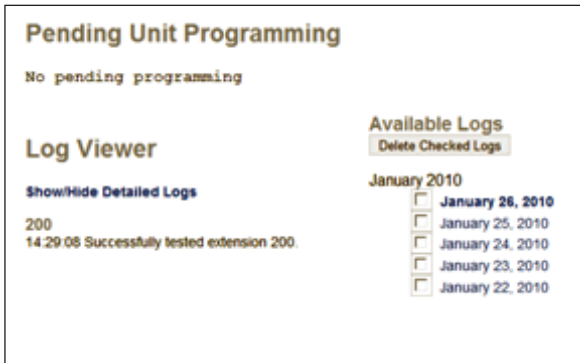 Pending Unit Programming
No pending programming
Log Viewer
Show/Hide Detailed Logs
200
14:29:08 Successfully tested extension 200.
Available Logs
Delete Checked Logs
January 2010
January 26, 2010
January 25, 2010
January 24, 2010
January 23, 2010
January 22, 2010